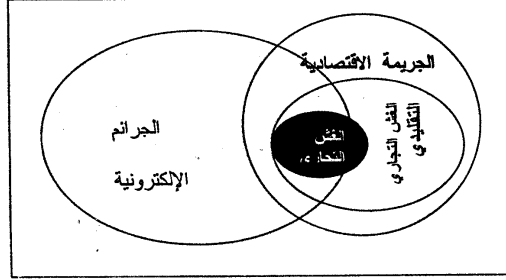 الجريمة الاقتصادية
الغش التجاري
التقليدي
الغش
التجاري
الجرائم
الإلكترونية